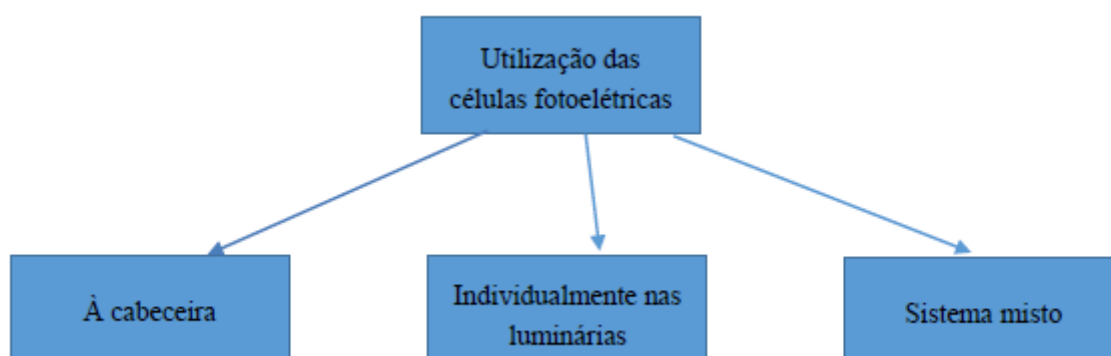 Utilização das
células fotoelétricas
À cabeceira
Individualmente nas
luminárias
Sistema misto